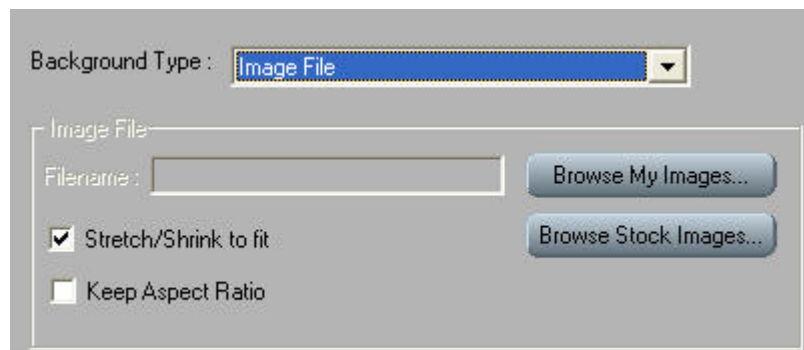 Background Type : Image File
Image File
Filename : Browse My Images...
Stretch/Shrink to fit Browse Stock Images...
Keep Aspect Ratio